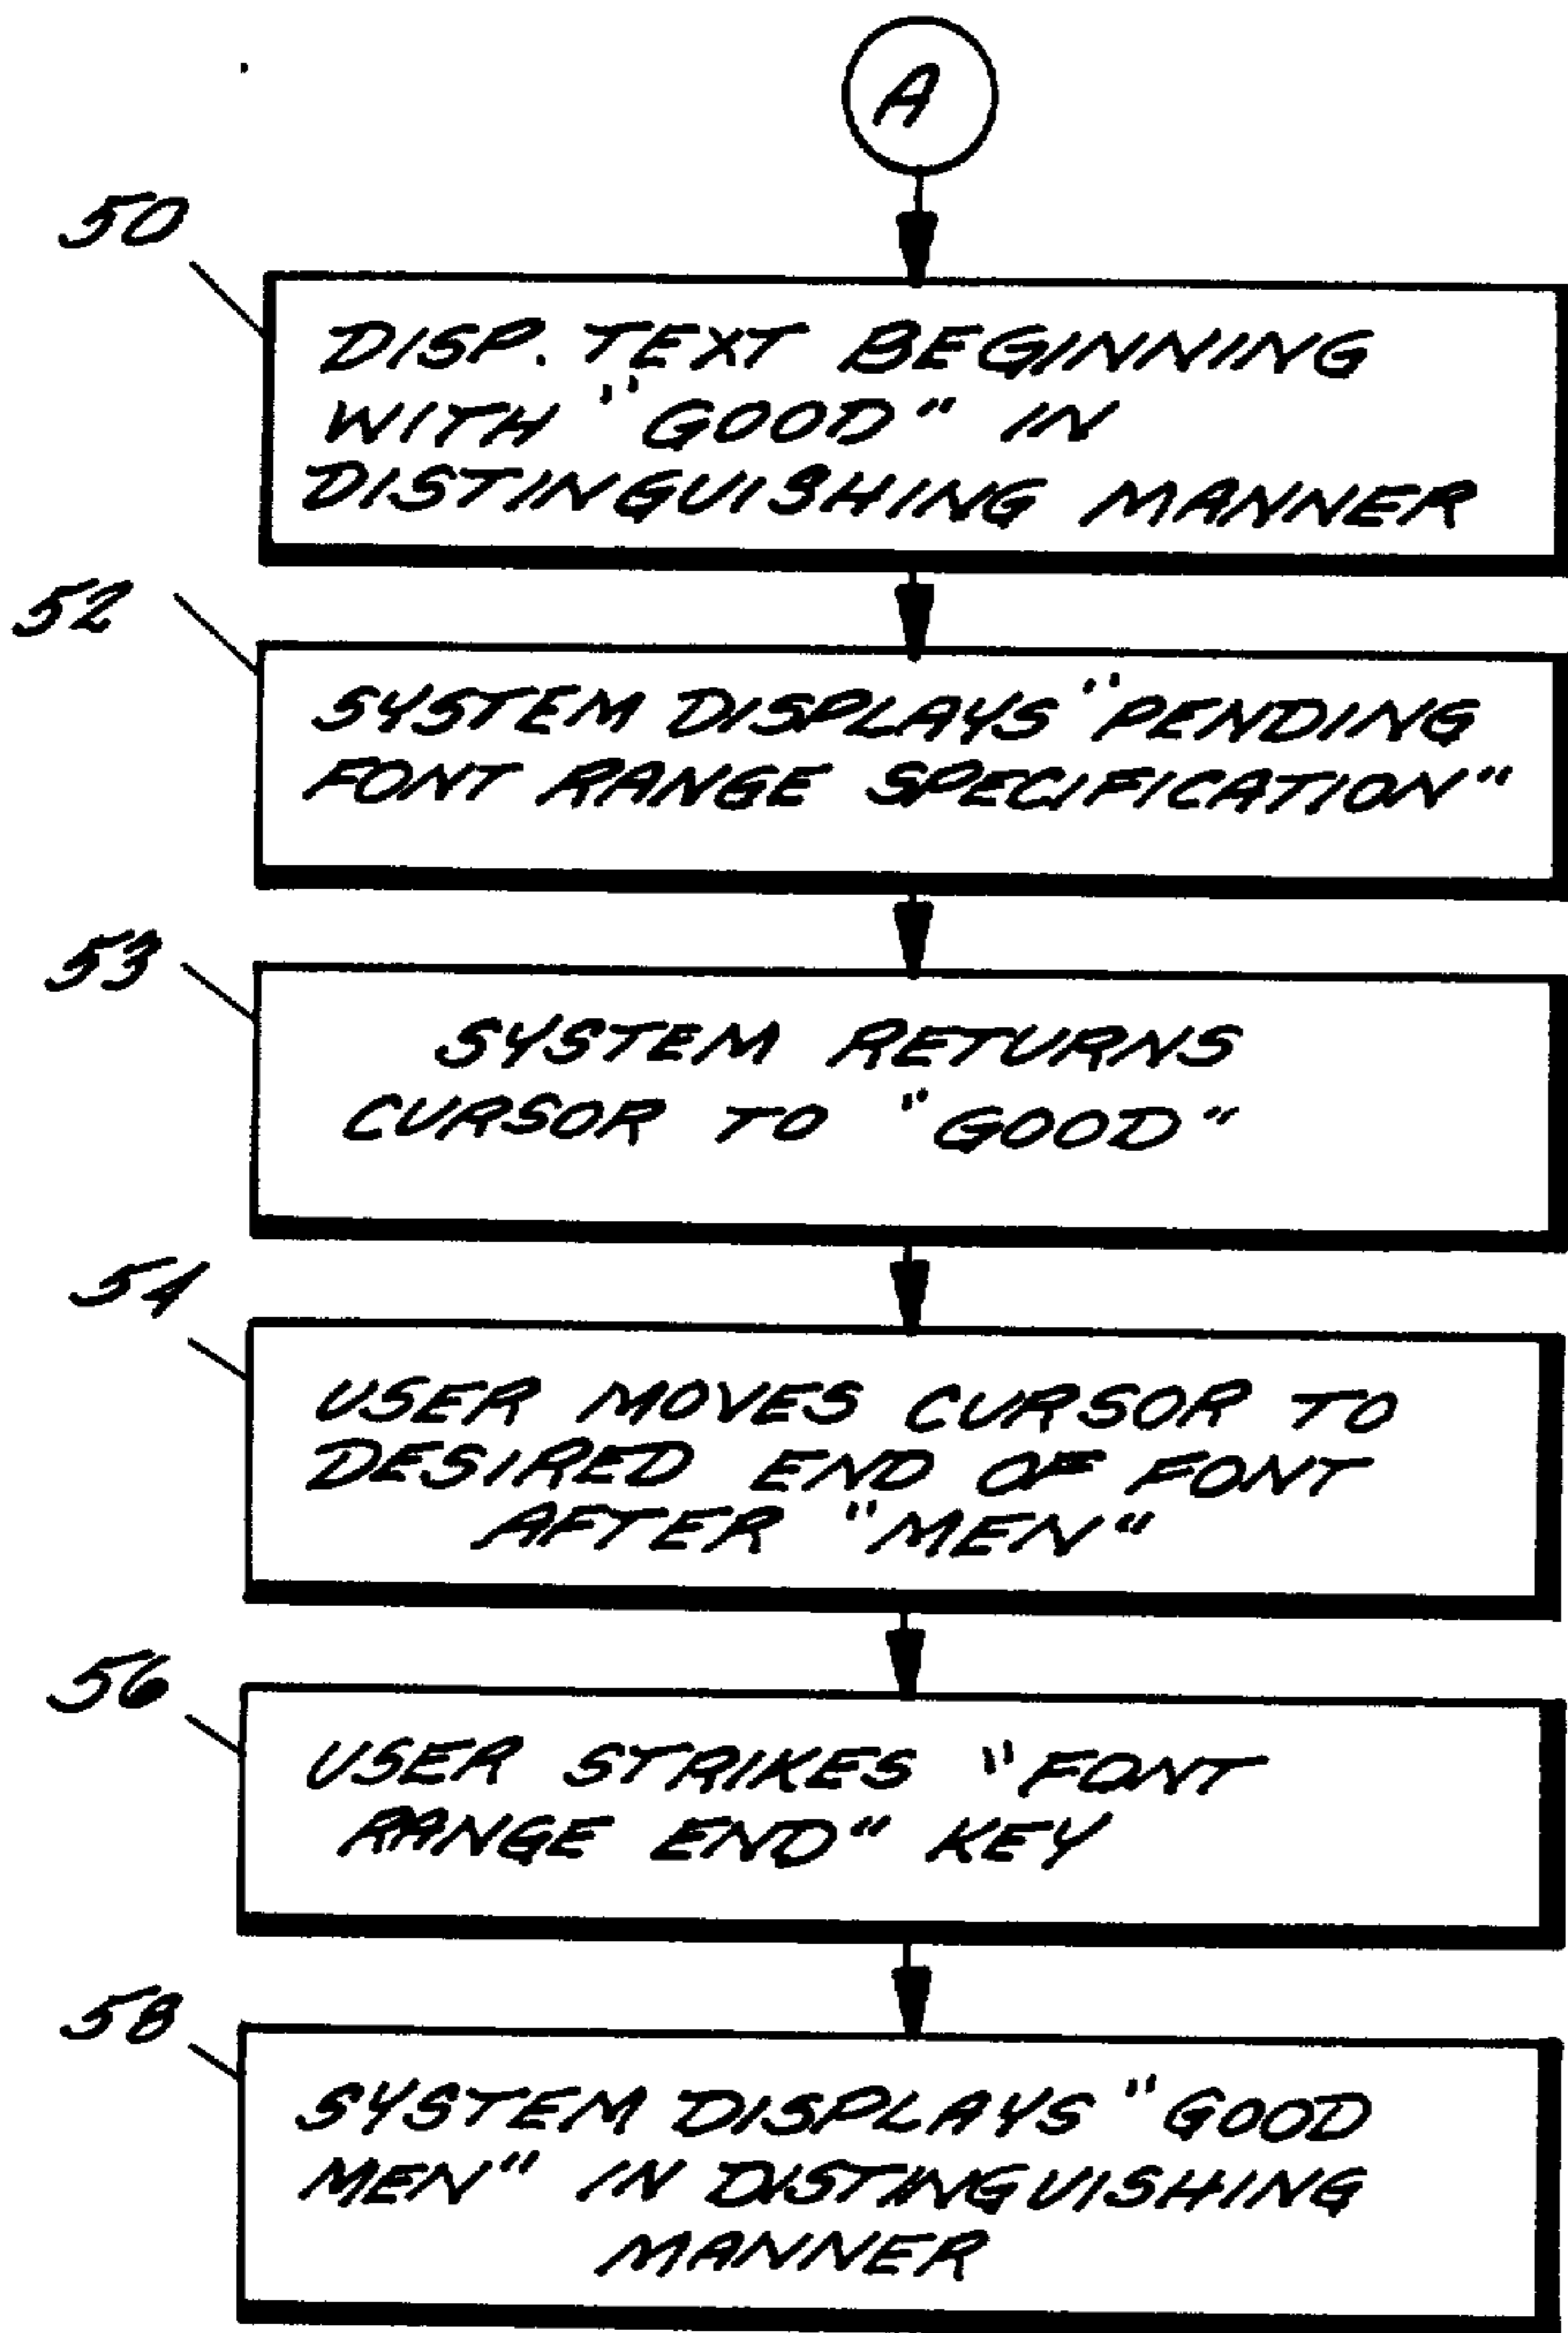 A
50
DISP. TEXT BEGINNING
WITH "GOOD" IN
DISTINGUISHING MANNER
52
SYSTEM DISPLAYS "PENDING
FONT RANGE SPECIFICATION"
53
SYSTEM RETURNS
CURSOR TO "GOOD"
54
USER MOVES CURSOR TO
DESIRED END OF FONT
AFTER "MEN"
56
USER STRIKES "FONT
RANGE END" KEY
58
SYSTEM DISPLAYS "GOOD
MEN" IN DISTINGUISHING
MANNER